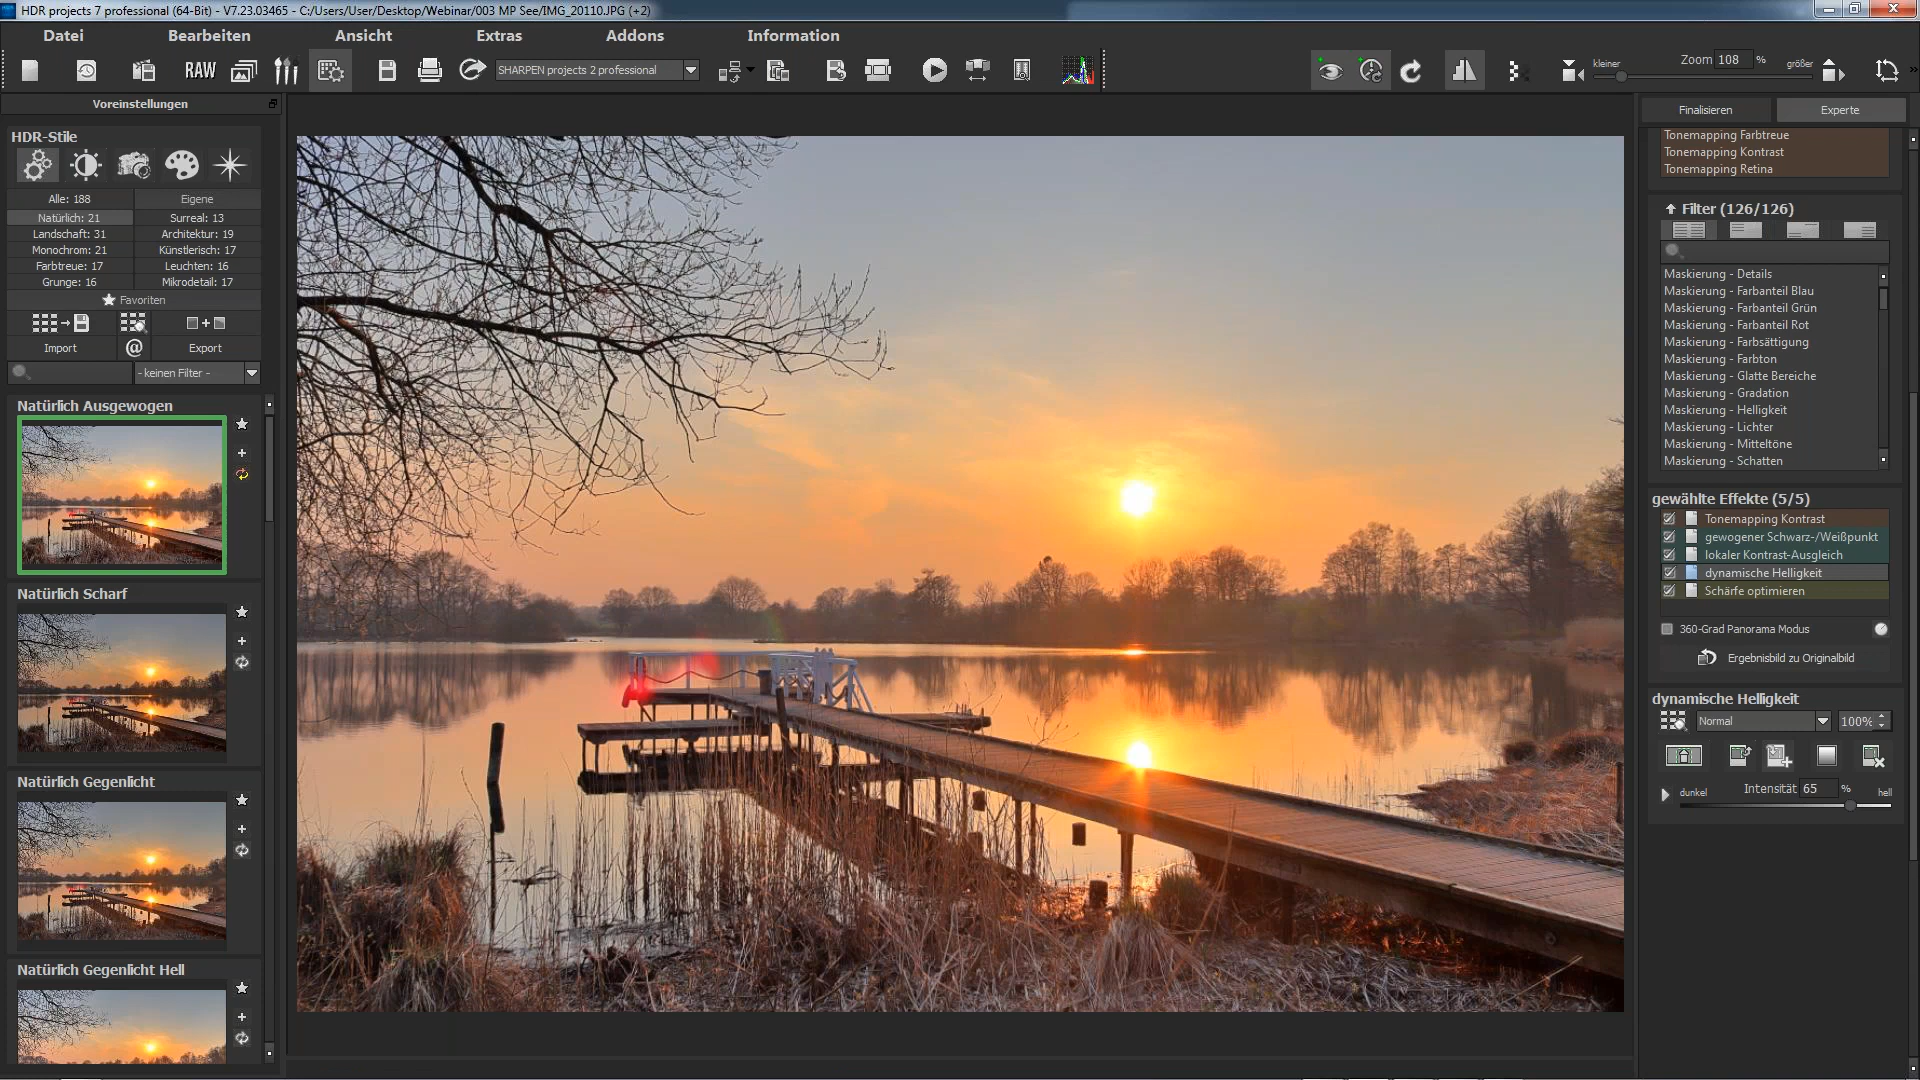 HDR projects 7 professional (64-Bit) - V7.23.03465 - C:/Users/User/Desktop/Webinar/003 MP See/IMG_20110.JPG (+2)
Datei Bearbeiten Ansicht Extras Addons Information
RAW SHARPEN projects 2 professional kleiner Zoom 108 % größer
Voreinstellungen
HDR-Stile
Alle: 188 Eigene
Natürlich: 21 Surreal: 13
Landschaft: 31 Architektur: 19
Monochrom: 21 Künstlerisch: 17
Farbtreue: 17 Leuchten: 16
Grunge: 16 Mikrodetail: 17
Favoriten
Import @ Export
- keinen Filter -
Natürlich Ausgewogen
Natürlich Scharf
Natürlich Gegenlicht
Natürlich Gegenlicht Hell
Finalisieren Experte
Tonemapping Farbtreue
Tonemapping Kontrast
Tonemapping Retina
Filter (126/126)
Maskierung - Details
Maskierung - Farbanteil Blau
Maskierung - Farbanteil Grün
Maskierung - Farbanteil Rot
Maskierung - Farbsättigung
Maskierung - Farbton
Maskierung - Glatte Bereiche
Maskierung - Gradation
Maskierung - Helligkeit
Maskierung - Lichter
Maskierung - Mitteltöne
Maskierung - Schatten
gewählte Effekte (5/5)
Tonemapping Kontrast
gewogener Schwarz-/Weißpunkt
lokaler Kontrast-Ausgleich
dynamische Helligkeit
Schärfe optimieren
360-Grad Panorama Modus
Ergebnisbild zu Originalbild
dynamische Helligkeit
Normal 100%
dunkel Intensität 65 % hell